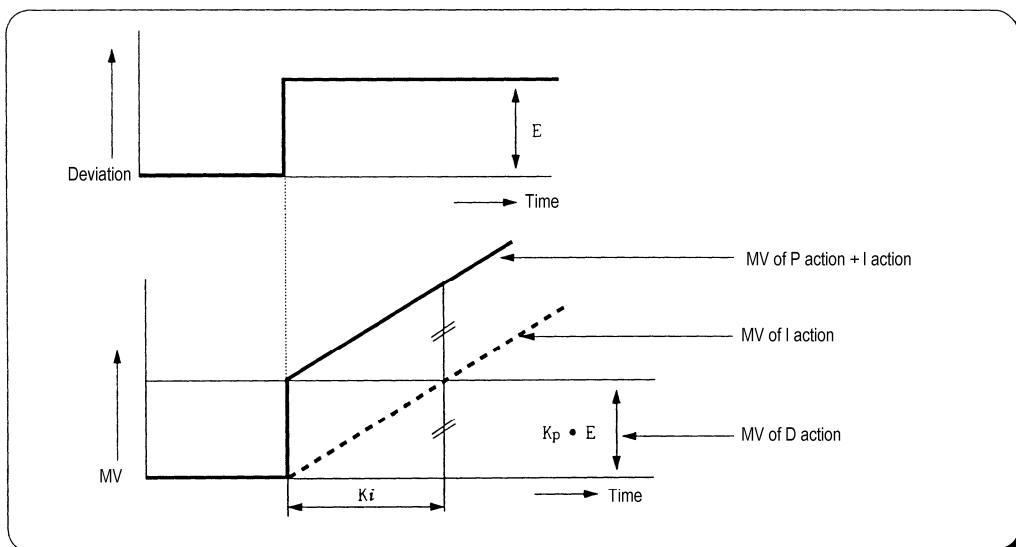 E
Deviation
Time
MV of P action + I action
MV of I action
Kp • E
MV of D action
MV
Ki
Time